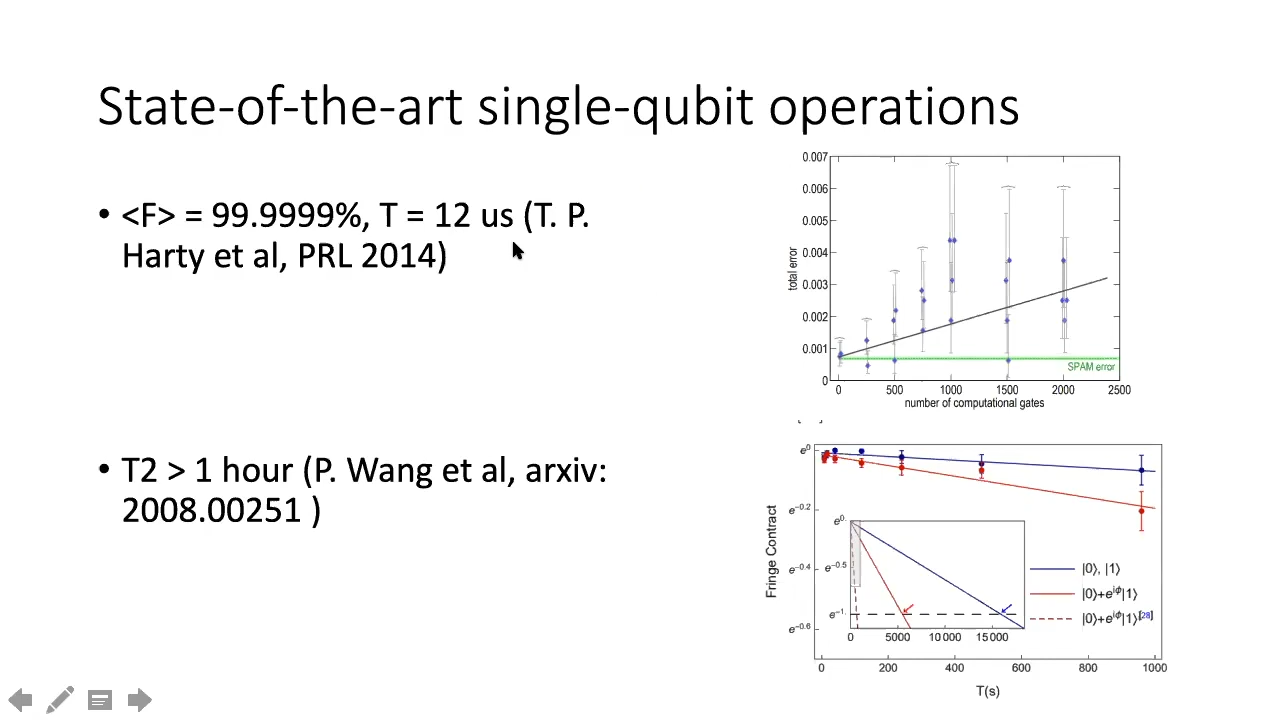 State-of-the-art single-qubit operations
• <F> = 99.9999%, T = 12 us (T. P.
Harty et al, PRL 2014)
• T2 > 1 hour (P. Wang et al, arxiv:
2008.00251 )
0.007
0.006
0.005
0.004
0.003
0.002
0.001
0
total error
SPAM error
0 500 1000 1500 2000 2500
number of computational gates
e^0
e^-0.2
e^-0.4
e^-0.6
Fringe Contract
e^0
e^-0.5
e^-1
0 5000 10000 15000
|0⟩, |1⟩
|0⟩+e^iϕ|1⟩
|0⟩+e^iϕ|1⟩[28]
0 200 400 600 800 1000
T(s)